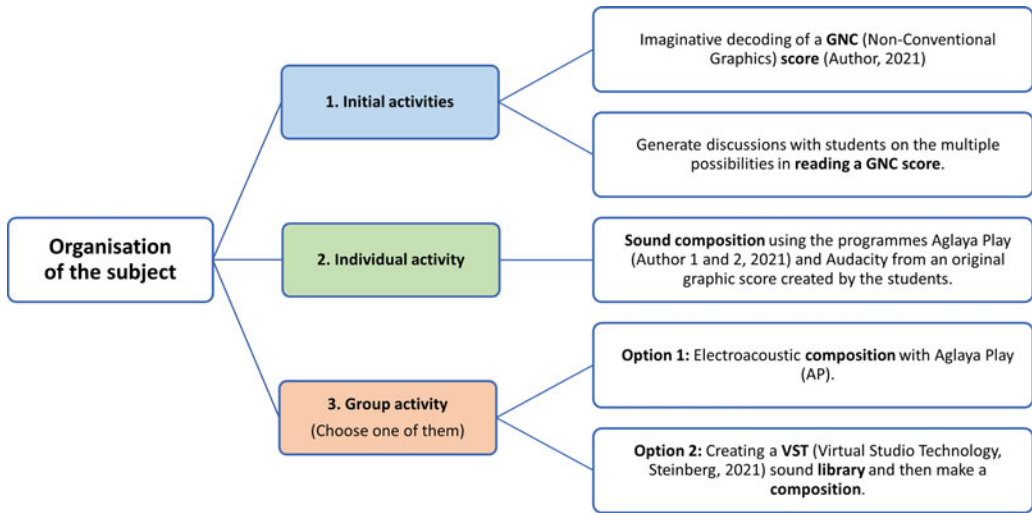 Organisation
of the subject
1. Initial activities
Imaginative decoding of a GNC (Non-Conventional
Graphics) score (Author, 2021)
Generate discussions with students on the multiple
possibilities in reading a GNC score.
2. Individual activity
Sound composition using the programmes Aglaya Play
(Author 1 and 2, 2021) and Audacity from an original
graphic score created by the students.
3. Group activity
(Choose one of them)
Option 1: Electroacoustic composition with Aglaya Play
(AP).
Option 2: Creating a VST (Virtual Studio Technology,
Steinberg, 2021) sound library and then make a
composition.